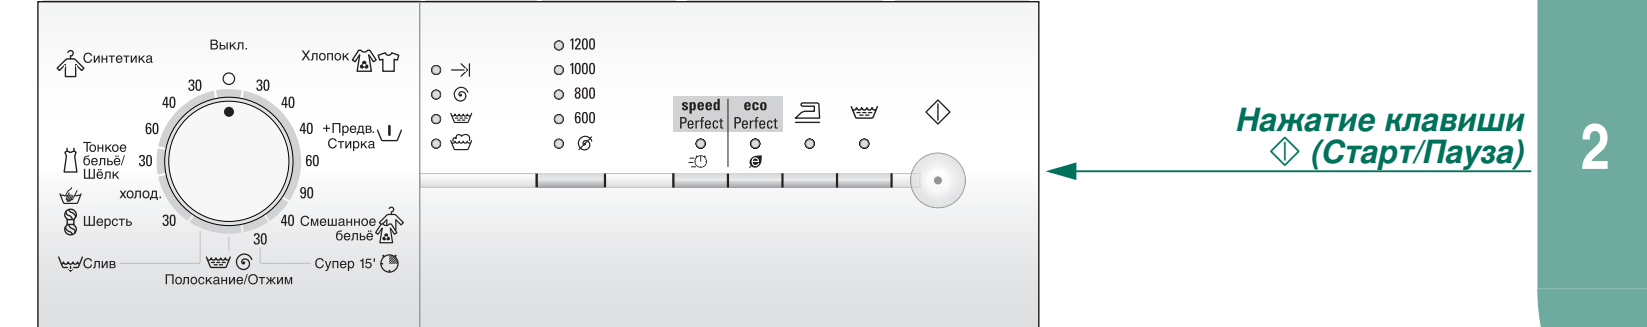 Выкл.
Синтетика
Хлопок
30
30
40
40
60
40 +Предв.
Стирка
Тонкое
бельё/
Шёлк
30
60
холод.
90
Шерсть
30
40 Смешанное
бельё
30
Слив
Супер 15'
Полоскание/Отжим
1200
1000
800
600
speed
Perfect
eco
Perfect
Нажатие клавиши
(Старт/Пауза)
2